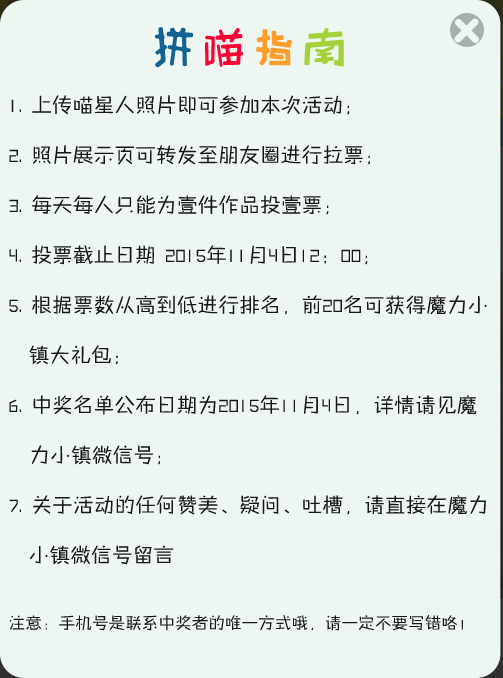 拼喵指南
1. 上传喵星人照片即可参加本次活动;
2. 照片展示页可转发至朋友圈进行拉票;
3. 每天每人只能为壹件作品投壹票;
4. 投票截止日期 2015年11月4日12:00;
5. 根据票数从高到低进行排名,前20名可获得魔力小
镇大礼包;
6. 中奖名单公布日期为2015年11月4日,详情请见魔
力小镇微信号;
7. 关于活动的任何赞美、疑问、吐槽,请直接在魔力
小镇微信号留言
注意:手机号是联系中奖者的唯一方式哦,请一定不要写错咯!